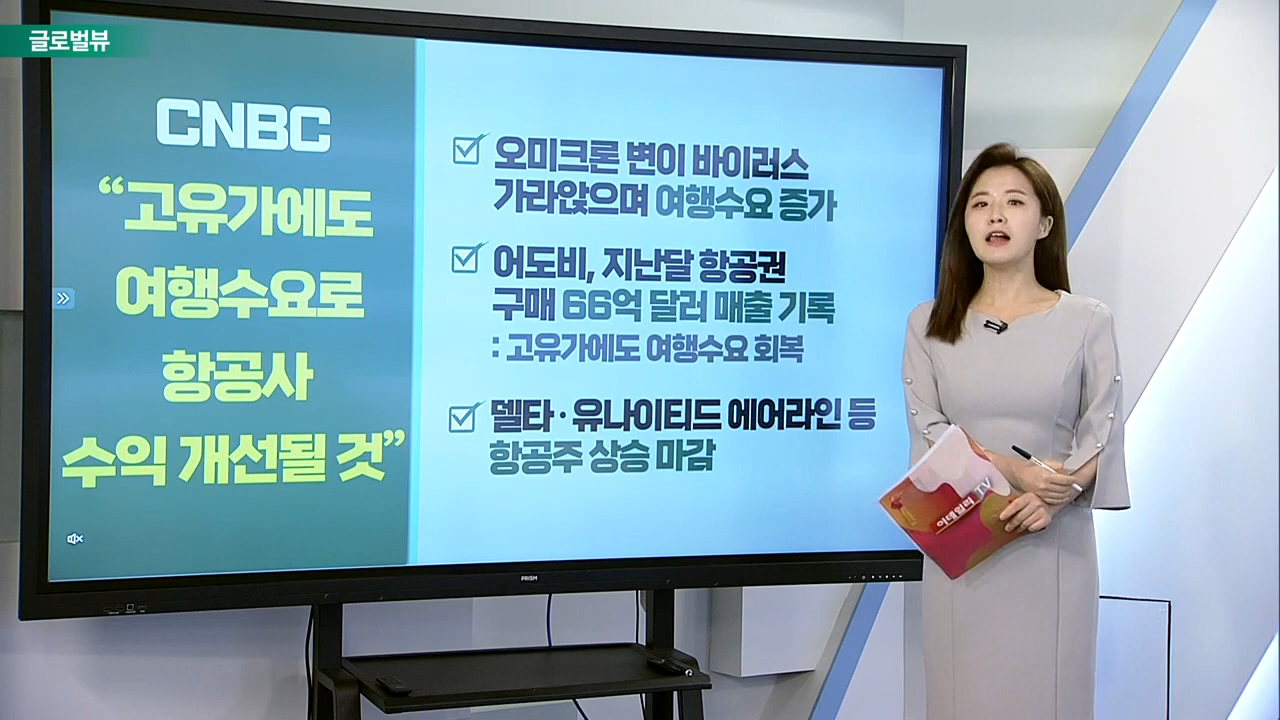 글로벌뷰
CNBC
“고유가에도
여행수요로
항공사
수익 개선될 것”
오미크론 변이 바이러스
가라앉으며 여행수요 증가
어도비, 지난달 항공권
구매 66억 달러 매출 기록
: 고유가에도 여행수요 회복
델타·유나이티드 에어라인 등
항공주 상승 마감
PRISM
이데일리 TV